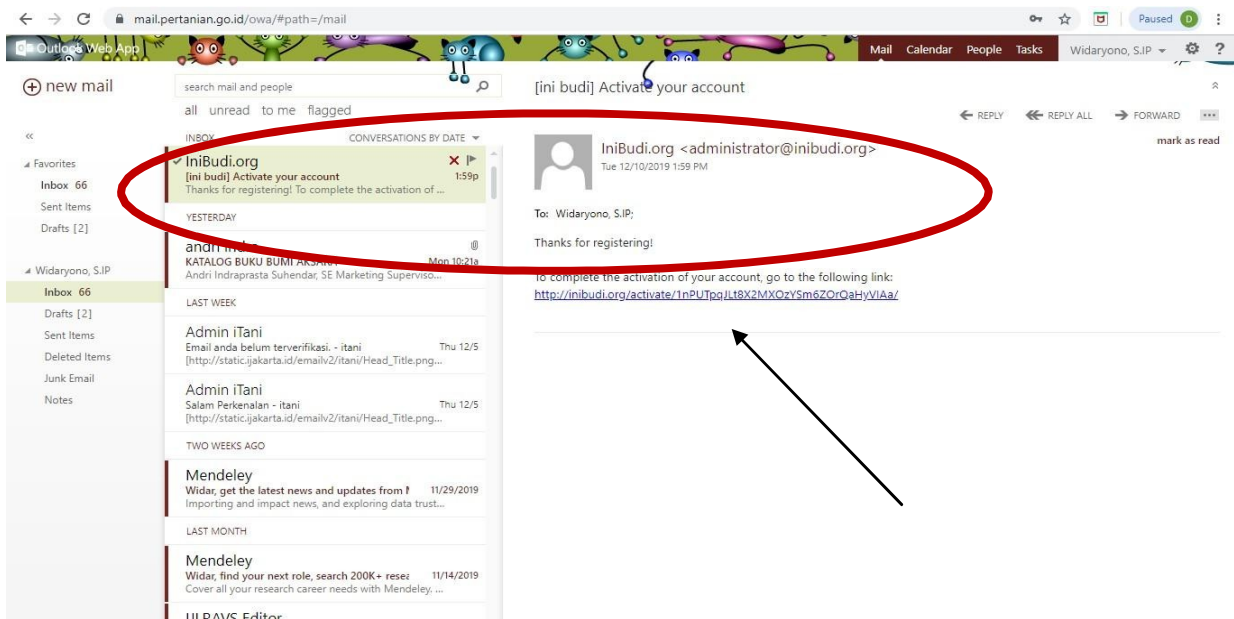 mail.pertanian.go.id/owa/#path=/mail
Paused D
Outlook Web App
Mail Calendar People Tasks Widaryono, S.IP ?
new mail
«
Favorites
Inbox 66
Sent Items
Drafts [2]
Widaryono, S.IP
Inbox 66
Drafts [2]
Sent Items
Deleted Items
Junk Email
Notes
search mail and people
all unread to me flagged
INBOX CONVERSATIONS BY DATE
IniBudi.org
[ini budi] Activate your account 1:59p
Thanks for registering! To complete the activation of ...
YESTERDAY
andri indra
KATALOG BUKU BUMI AKSARA Mon 10:21a
Andri Indraprasta Suhendar, SE Marketing Superviso...
LAST WEEK
Admin iTani
Email anda belum terverifikasi. - itani Thu 12/5
[http://static.ijakarta.id/emailv2/itani/Head_Title.png...
Admin iTani
Salam Perkenalan - itani Thu 12/5
[http://static.ijakarta.id/emailv2/itani/Head_Title.png...
TWO WEEKS AGO
Mendeley
Widar, get the latest news and updates from 11/29/2019
Importing and impact news, and exploring data trust...
LAST MONTH
Mendeley
Widar, find your next role, search 200K+ resea 11/14/2019
Cover all your research career needs with Mendeley. ...
Editor
[ini budi] Activate your account
REPLY REPLY ALL FORWARD ...
mark as read
IniBudi.org <administrator@inibudi.org>
Tue 12/10/2019 1:59 PM
To: Widaryono, S.IP;
Thanks for registering!
To complete the activation of your account, go to the following link:
http://inibudi.org/activate/1nPUTpqJLt8X2MXOzYSm6ZOrQaHyVIAa/